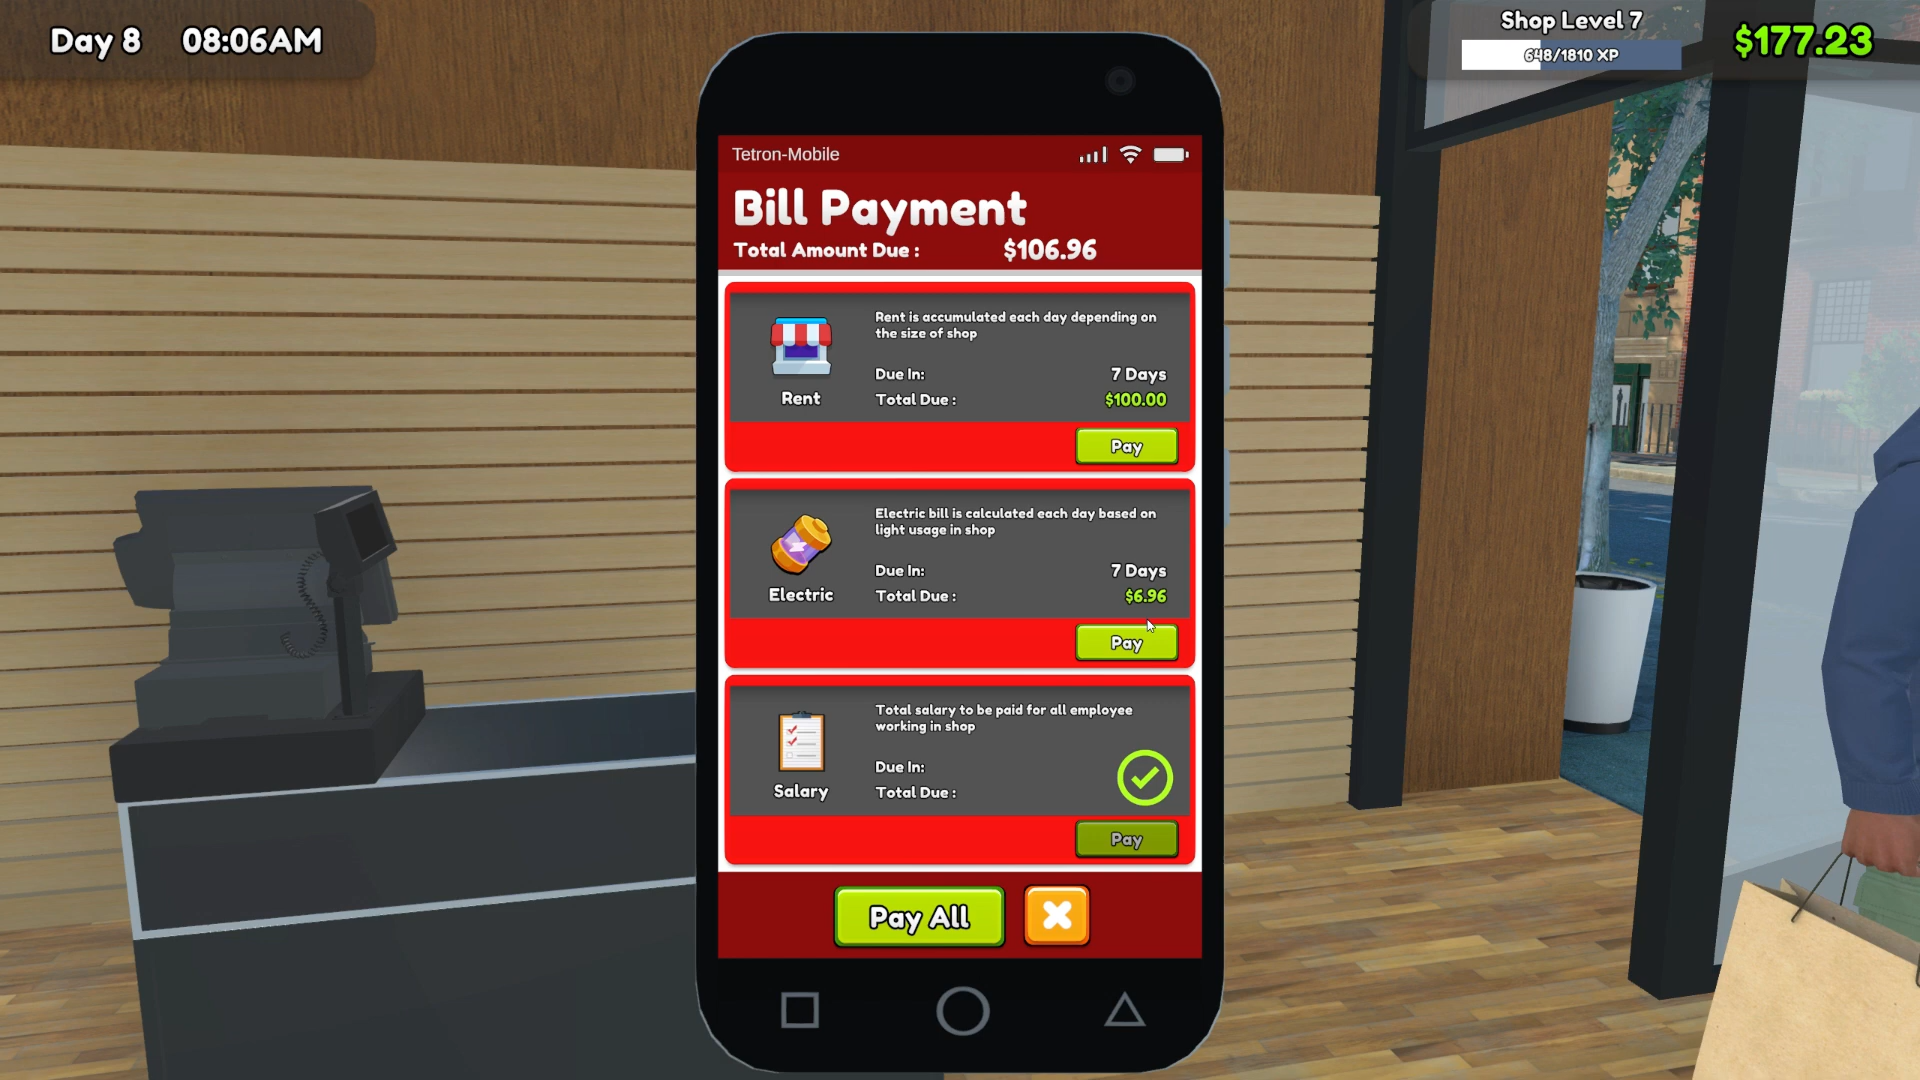 Day 8 08:06AM
Shop Level 7
648/1810 XP
$177.23
Tetron-Mobile
Bill Payment
Total Amount Due : $106.96
Rent is accumulated each day depending on
the size of shop
Due In: 7 Days
Total Due : $100.00
Rent
Pay
Electric bill is calculated each day based on
light usage in shop
Due In: 7 Days
Total Due : $6.96
Electric
Pay
Total salary to be paid for all employee
working in shop
Due In:
Total Due :
Salary
Pay
Pay All